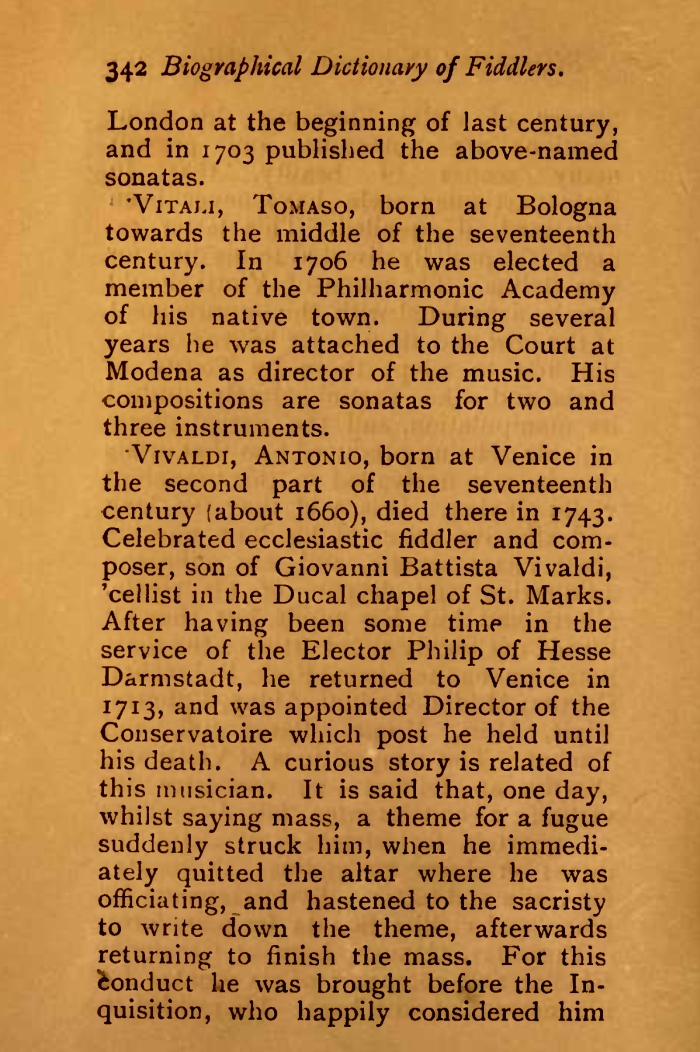 342 Biographical Dictionary of Fiddlers.
London at the beginning of last century,
and in 1703 published the above-named
sonatas.
VITALI, TOMASO, born at Bologna
towards the middle of the seventeenth
century. In 1706 he was elected a
member of the Philharmonic Academy
of his native town. During several
years he was attached to the Court at
Modena as director of the music. His
compositions are sonatas for two and
three instruments.
VIVALDI, ANTONIO, born at Venice in
the second part of the seventeenth
century (about 1660), died there in 1743.
Celebrated ecclesiastic fiddler and com-
poser, son of Giovanni Battista Vivaldi,
'cellist in the Ducal chapel of St. Marks.
After having been some time in the
service of the Elector Philip of Hesse
Darmstadt, he returned to Venice in
1713, and was appointed Director of the
Conservatoire which post he held until
his death. A curious story is related of
this musician. It is said that, one day,
whilst saying mass, a theme for a fugue
suddenly struck him, when he immedi-
ately quitted the altar where he was
officiating, and hastened to the sacristy
to write down the theme, afterwards
returning to finish the mass. For this
conduct he was brought before the In-
quisition, who happily considered him